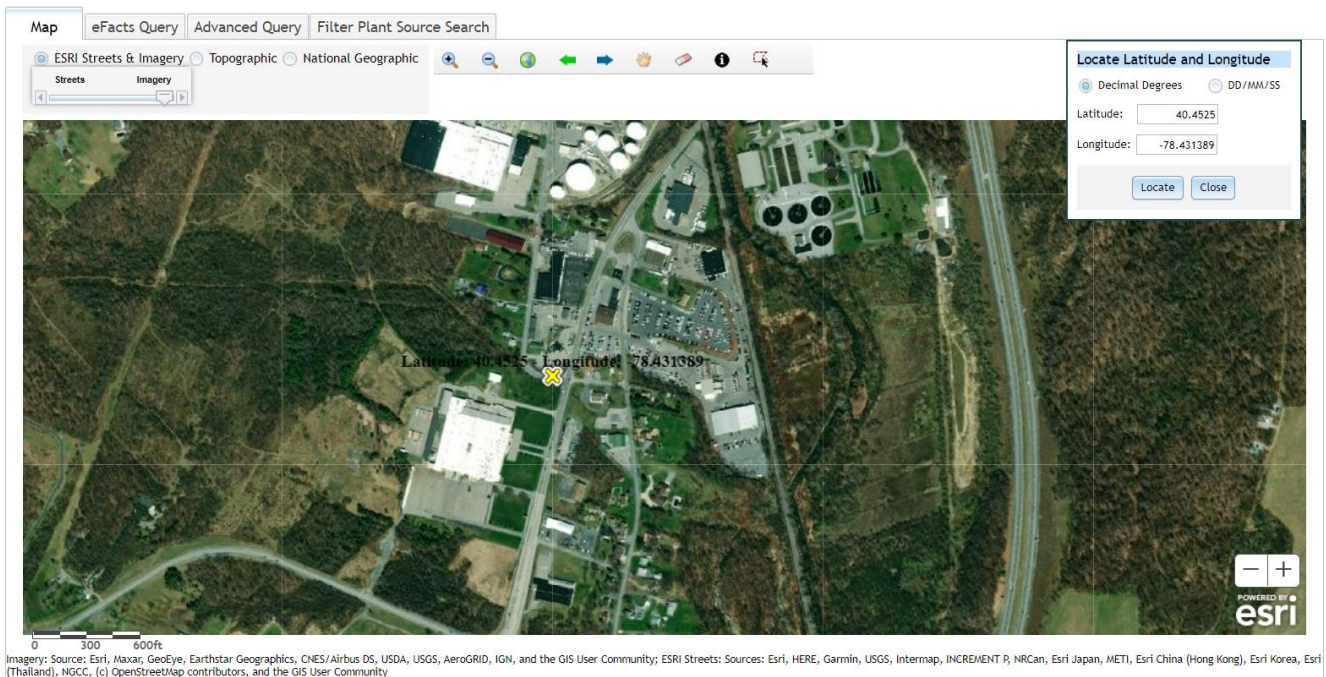 Map eFacts Query Advanced Query Filter Plant Source Search
ESRI Streets & Imagery Topographic National Geographic
Streets Imagery
Locate Latitude and Longitude
Decimal Degrees DD/MM/SS
Latitude: 40.4525
Longitude: -78.431389
Locate Close
Latitude: 40.4525 Longitude: -78.431389
POWERED BY
esri
0 300 600ft
Imagery: Source: Esri, Maxar, GeoEye, Earthstar Geographics, CNES/Airbus DS, USDA, USGS, AeroGRID, IGN, and the GIS User Community; ESRI Streets: Sources: Esri, HERE, Garmin, USGS, Intermap, INCREMENT P, NRCan, Esri Japan, METI, Esri China (Hong Kong), Esri Korea, Esri
(Thailand), NGCC, (c) OpenStreetMap contributors, and the GIS User Community